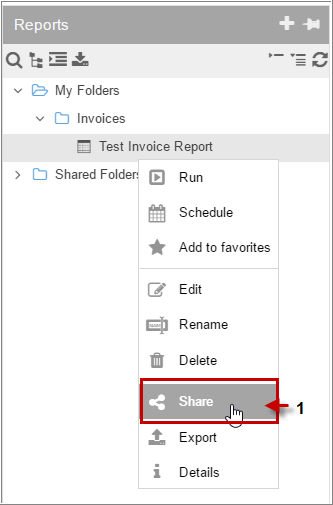 Reports
My Folders
Invoices
Test Invoice Report
Shared Folders
Run
Schedule
Add to favorites
Edit
Rename
Delete
Share
1
Export
Details